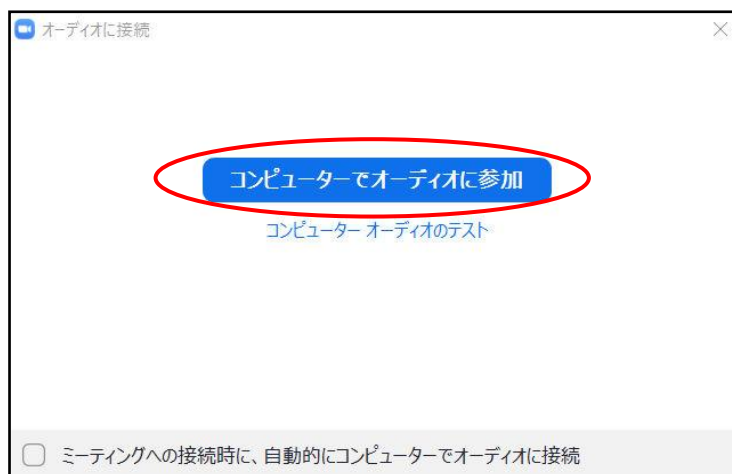 オーディオに接続
コンピューターでオーディオに参加
コンピューター オーディオのテスト
ミーティングへの接続時に、自動的にコンピューターでオーディオに接続